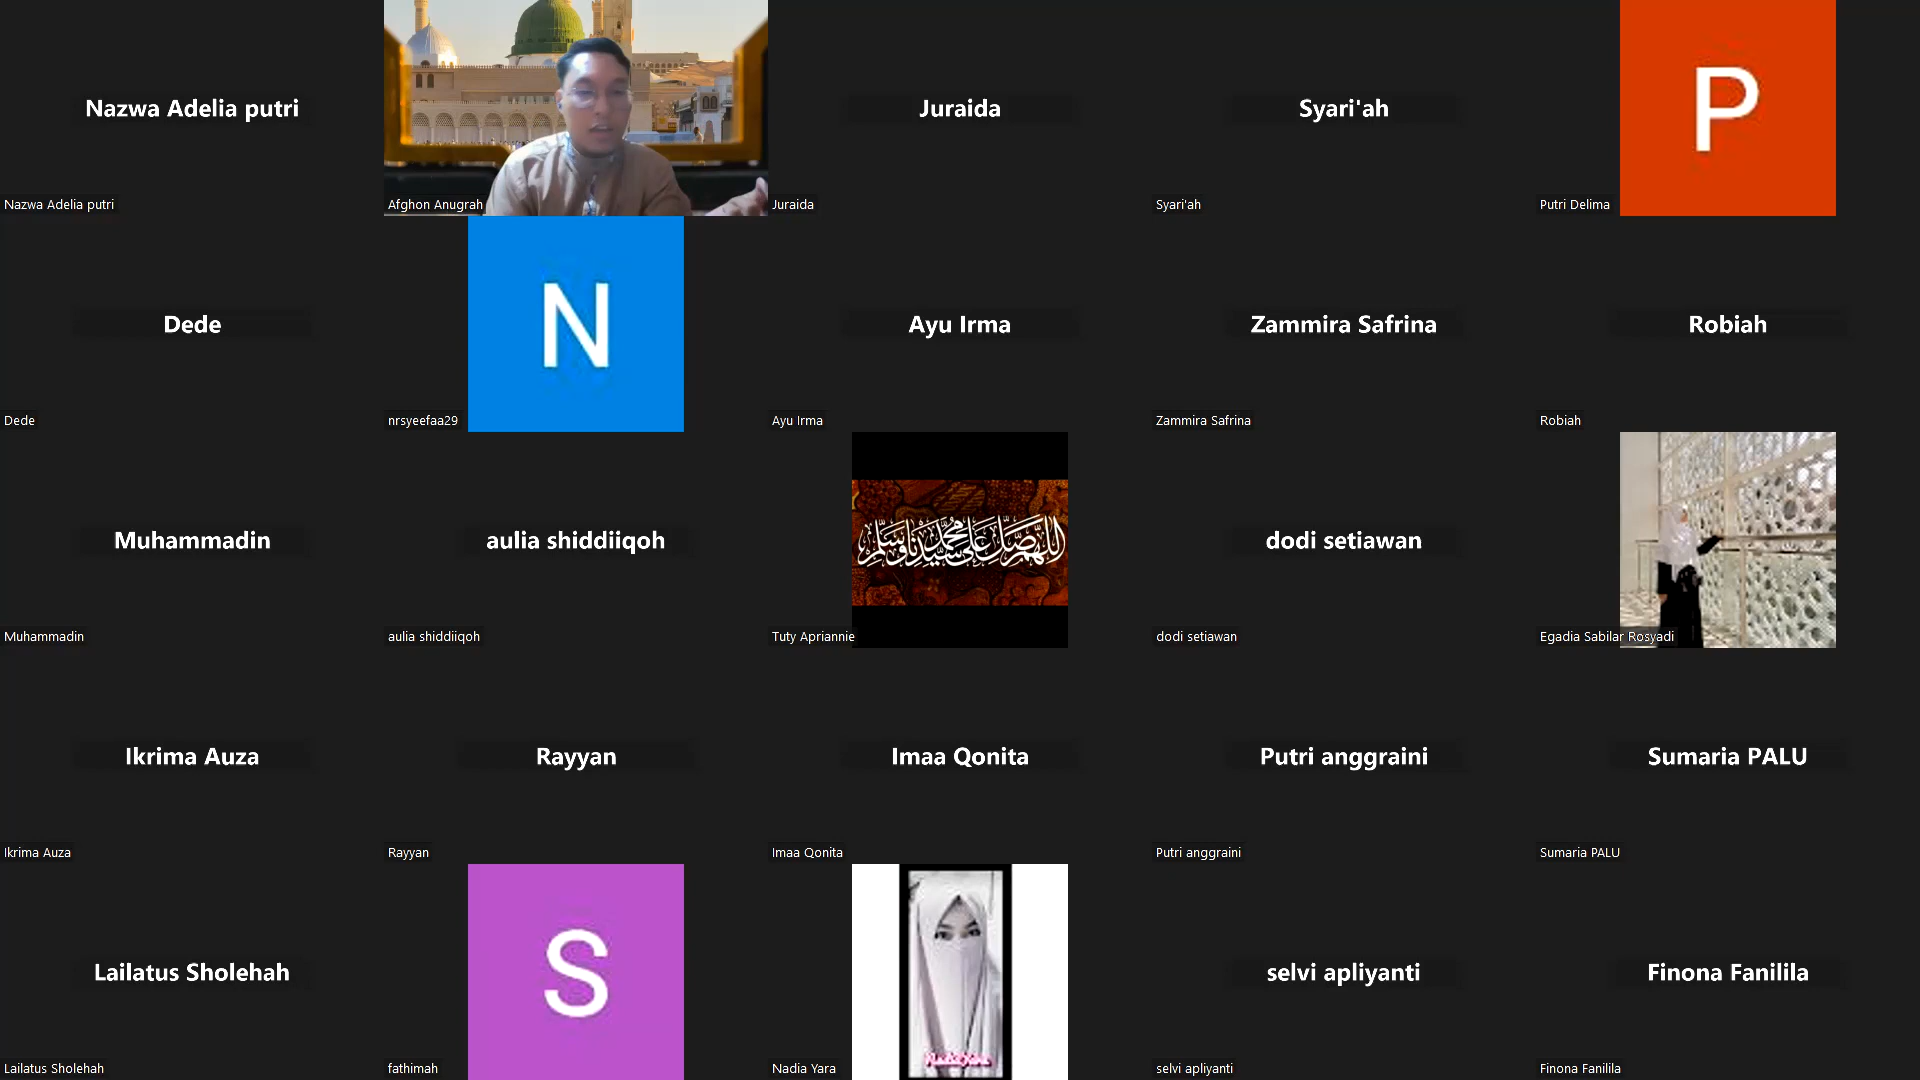 Nazwa Adelia putri
Nazwa Adelia putri
Afghon Anugrah
Juraida
Juraida
Syari'ah
Syari'ah
P
Putri Delima
Dede
Dede
N
nrsyeefaa29
Ayu Irma
Ayu Irma
Zammira Safrina
Zammira Safrina
Robiah
Robiah
Muhammadin
Muhammadin
aulia shiddiiqoh
aulia shiddiiqoh
اللهم صل على سيدنا محمد وسلم
Tuty Apriannie
dodi setiawan
dodi setiawan
Egadia Sabilar Rosyadi
Ikrima Auza
Ikrima Auza
Rayyan
Rayyan
Imaa Qonita
Imaa Qonita
Putri anggraini
Putri anggraini
Sumaria PALU
Sumaria PALU
Lailatus Sholehah
Lailatus Sholehah
S
fathimah
Nadia Yara
selvi apliyanti
selvi apliyanti
Finona Fanilila
Finona Fanilila